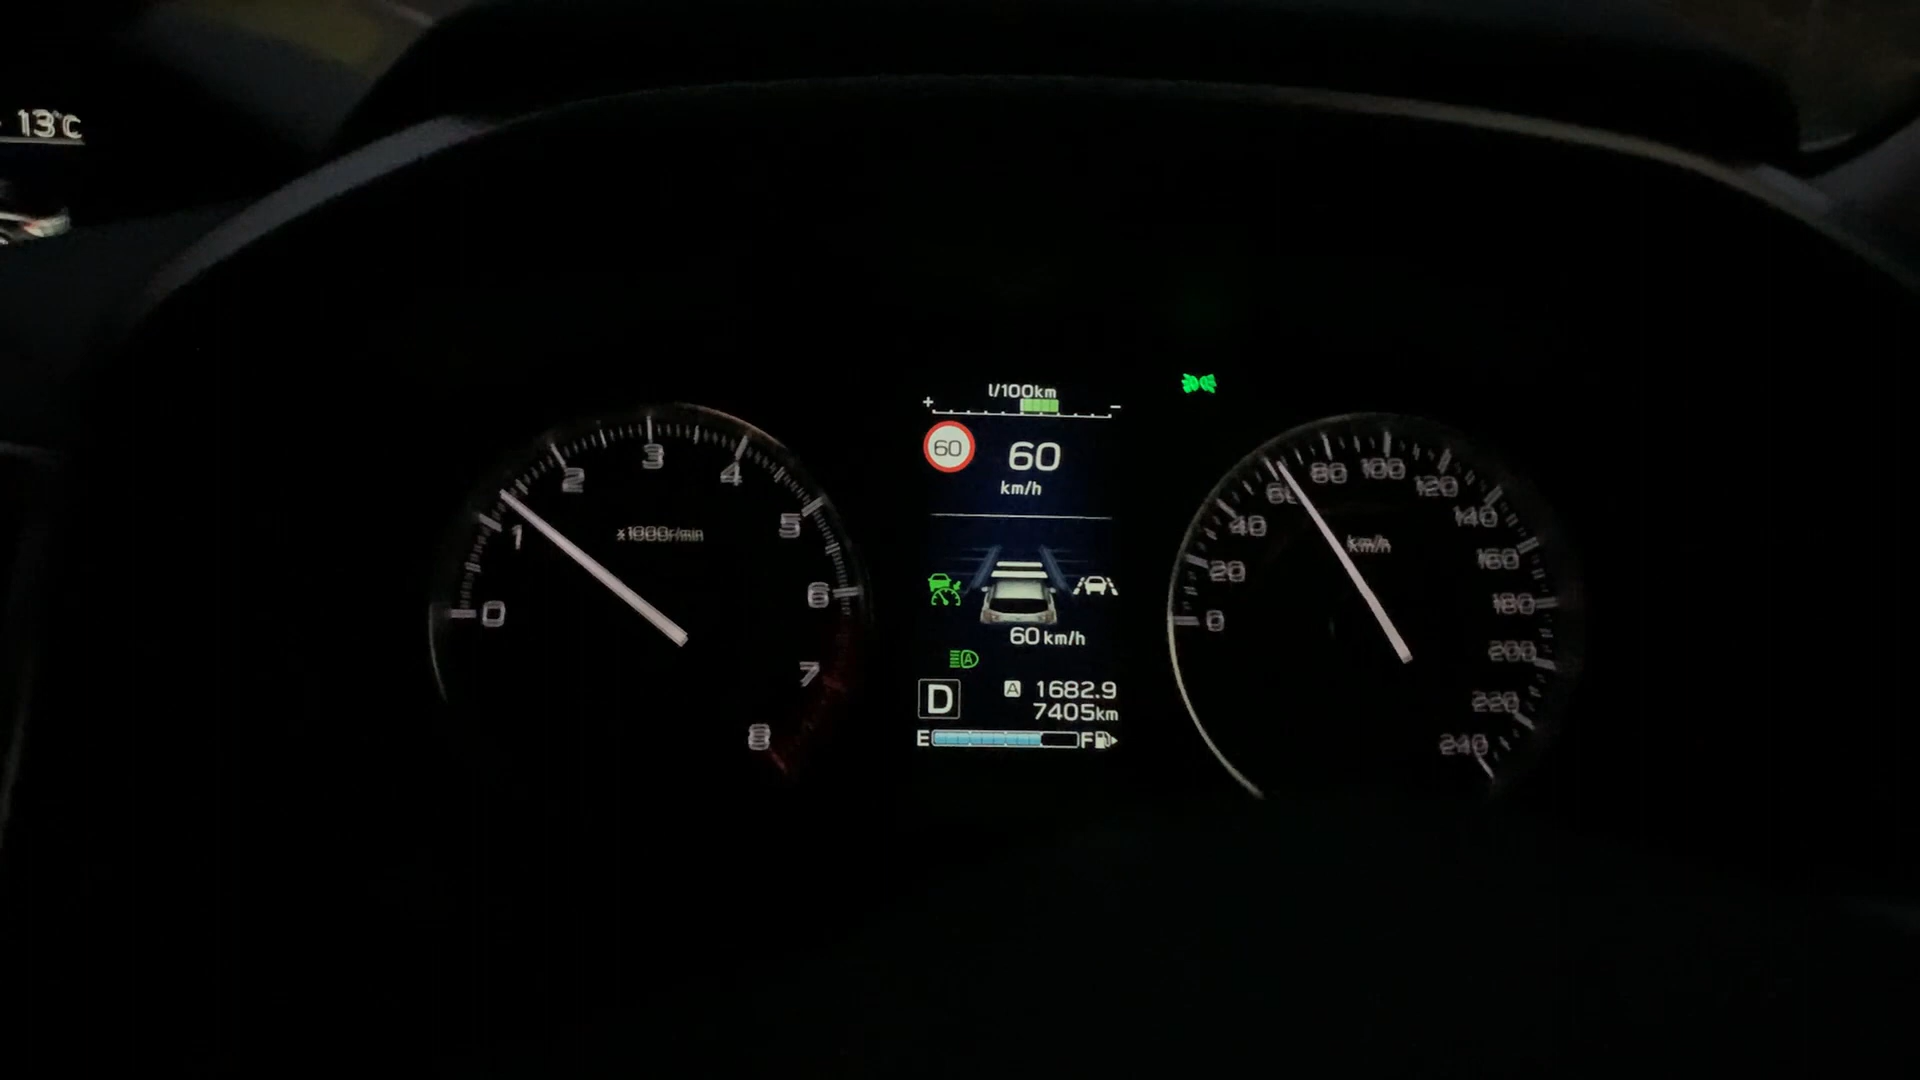 13°C
l/100km
+ −
60 60
km/h
60 km/h
A
D A 1682.9
7405km
E F
0 1 2 3 4 5 6 7 8
x1000r/min
0 20 40 60 80 100 120 140 160 180 200 220 240
km/h